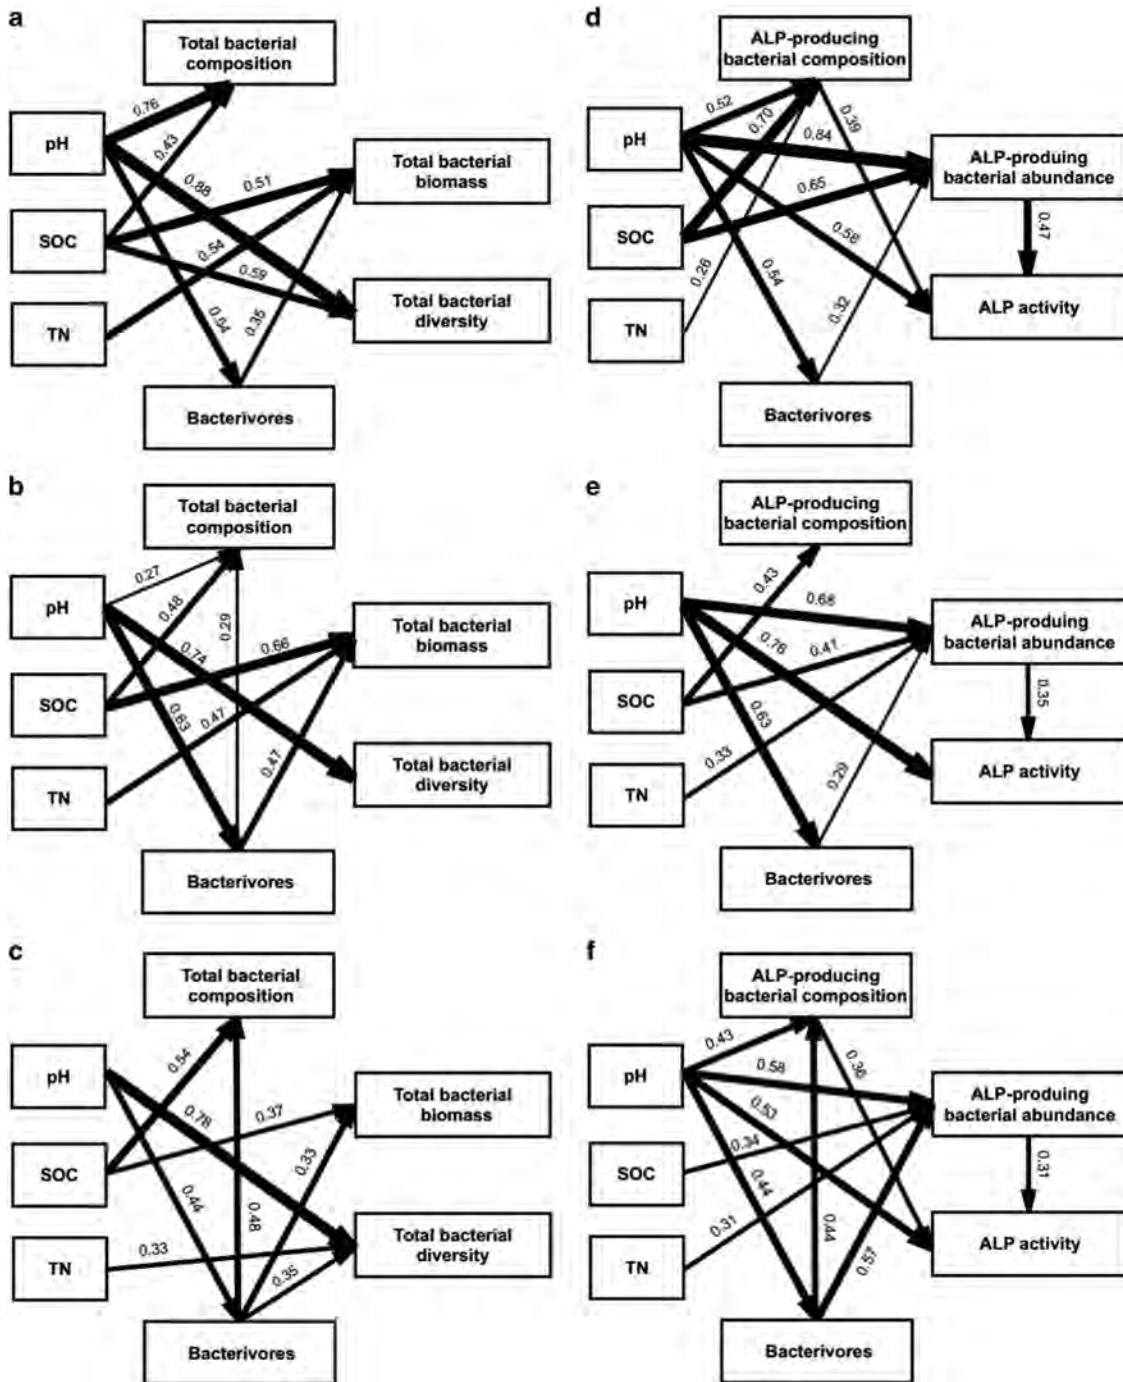 a
Total bacterial
composition
pH
SOC
TN
Total bacterial
biomass
Total bacterial
diversity
Bacterivores
0.76
0.43
0.88
0.51
0.54
0.59
0.35
d
ALP-producing
bacterial composition
pH
SOC
TN
ALP-produing
bacterial abundance
ALP activity
Bacterivores
0.52
0.70
0.39
0.84
0.65
0.58
0.47
0.26
0.54
0.32
b
Total bacterial
composition
pH
SOC
TN
Total bacterial
biomass
Total bacterial
diversity
Bacterivores
0.27
0.48
0.29
0.74
0.66
0.63
0.47
0.47
e
ALP-producing
bacterial composition
pH
SOC
TN
ALP-produing
bacterial abundance
ALP activity
Bacterivores
0.43
0.68
0.76
0.41
0.63
0.33
0.35
0.29
c
Total bacterial
composition
pH
SOC
TN
Total bacterial
biomass
Total bacterial
diversity
Bacterivores
0.54
0.78
0.37
0.33
0.44
0.48
0.33
0.35
f
ALP-producing
bacterial composition
pH
SOC
TN
ALP-produing
bacterial abundance
ALP activity
Bacterivores
0.43
0.36
0.58
0.53
0.34
0.44
0.31
0.31
0.44
0.57